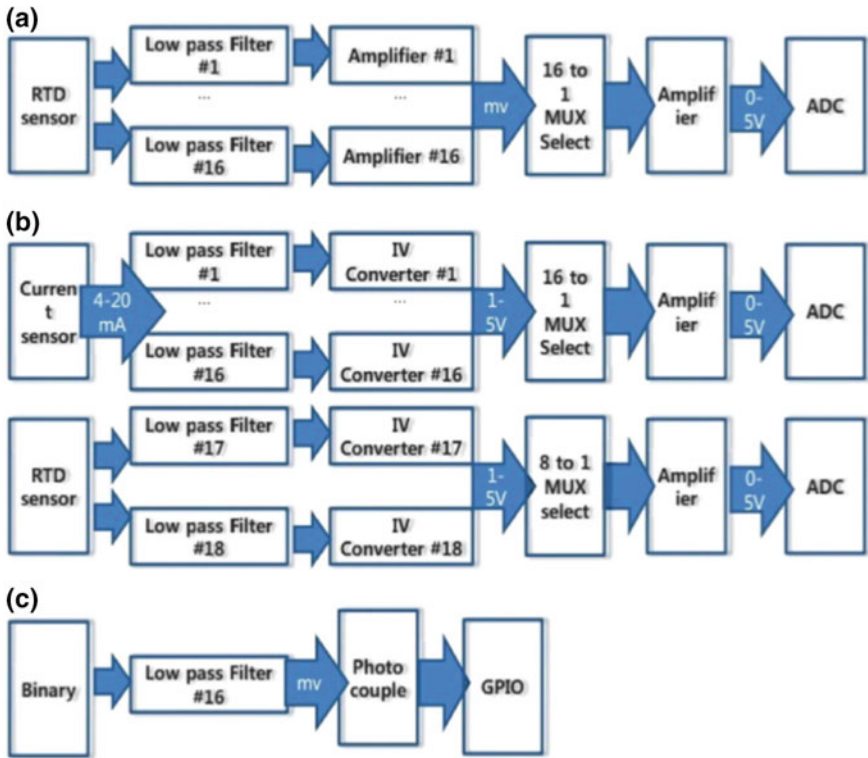 (a)
RTD
sensor
Low pass Filter
#1
...
Low pass Filter
#16
Amplifier #1
...
Amplifier #16
mv
16 to
1
MUX
Select
Amplif
ier
0-
5V
ADC
(b)
Curren
t
sensor
4-20
mA
Low pass Filter
#1
...
Low pass Filter
#16
IV
Converter #1
...
IV
Converter #16
1-
5V
16 to
1
MUX
Select
Amplif
ier
0-
5V
ADC
RTD
sensor
Low pass Filter
#17
Low pass Filter
#18
IV
Converter #17
IV
Converter #18
1-
5V
8 to 1
MUX
select
Amplif
ier
0-
5V
ADC
(c)
Binary
Low pass Filter
#16
mv
Photo
couple
GPIO